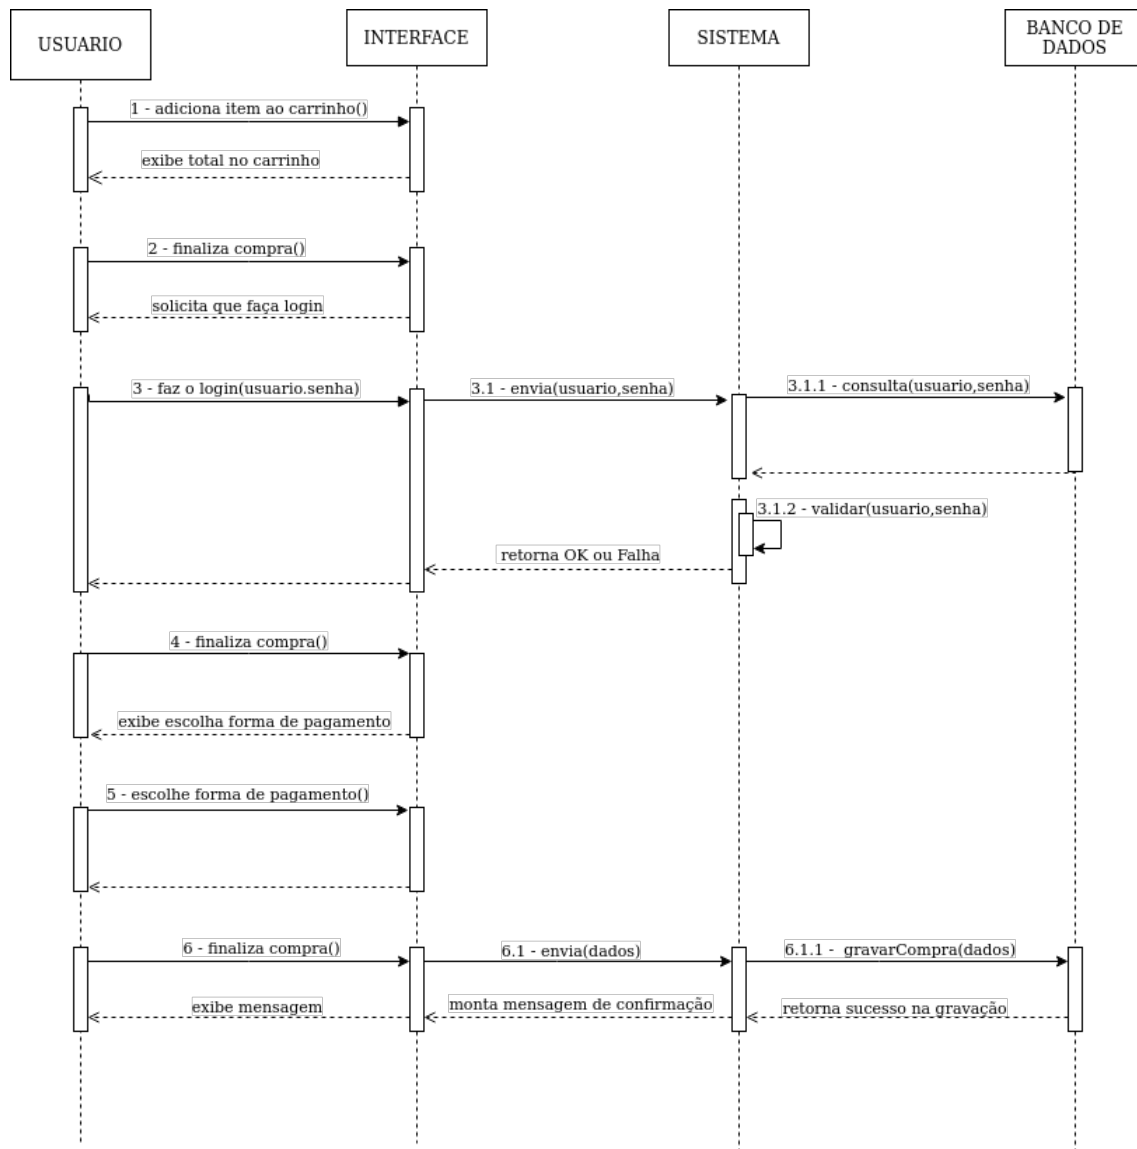 USUARIO
INTERFACE
SISTEMA
BANCO DE
DADOS
1 - adiciona item ao carrinho()
exibe total no carrinho
2 - finaliza compra()
solicita que faça login
3 - faz o login(usuario.senha)
3.1 - envia(usuario,senha)
3.1.1 - consulta(usuario,senha)
3.1.2 - validar(usuario,senha)
retorna OK ou Falha
4 - finaliza compra()
exibe escolha forma de pagamento
5 - escolhe forma de pagamento()
6 - finaliza compra()
6.1 - envia(dados)
6.1.1 - gravarCompra(dados)
exibe mensagem
monta mensagem de confirmação
retorna sucesso na gravação